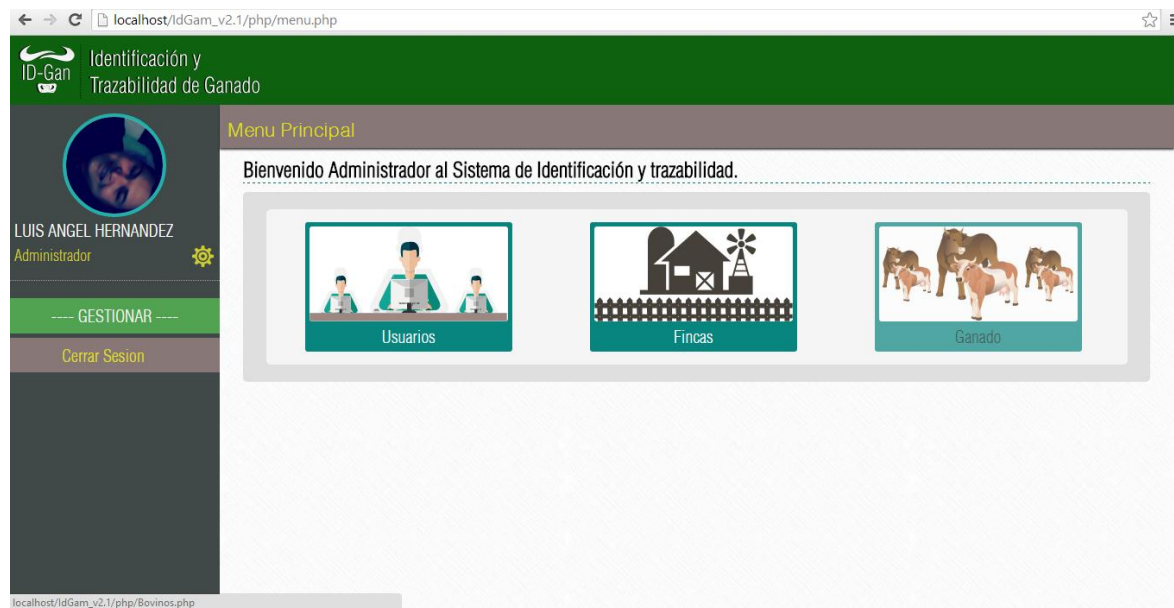 localhost/IdGam_v2.1/php/menu.php
ID-Gan
Identificación y
Trazabilidad de Ganado
Menu Principal
Bienvenido Administrador al Sistema de Identificación y trazabilidad.
LUIS ANGEL HERNANDEZ
Administrador
---- GESTIONAR ----
Cerrar Sesion
Usuarios
Fincas
Ganado
localhost/IdGam_v2.1/php/Bovinos.php